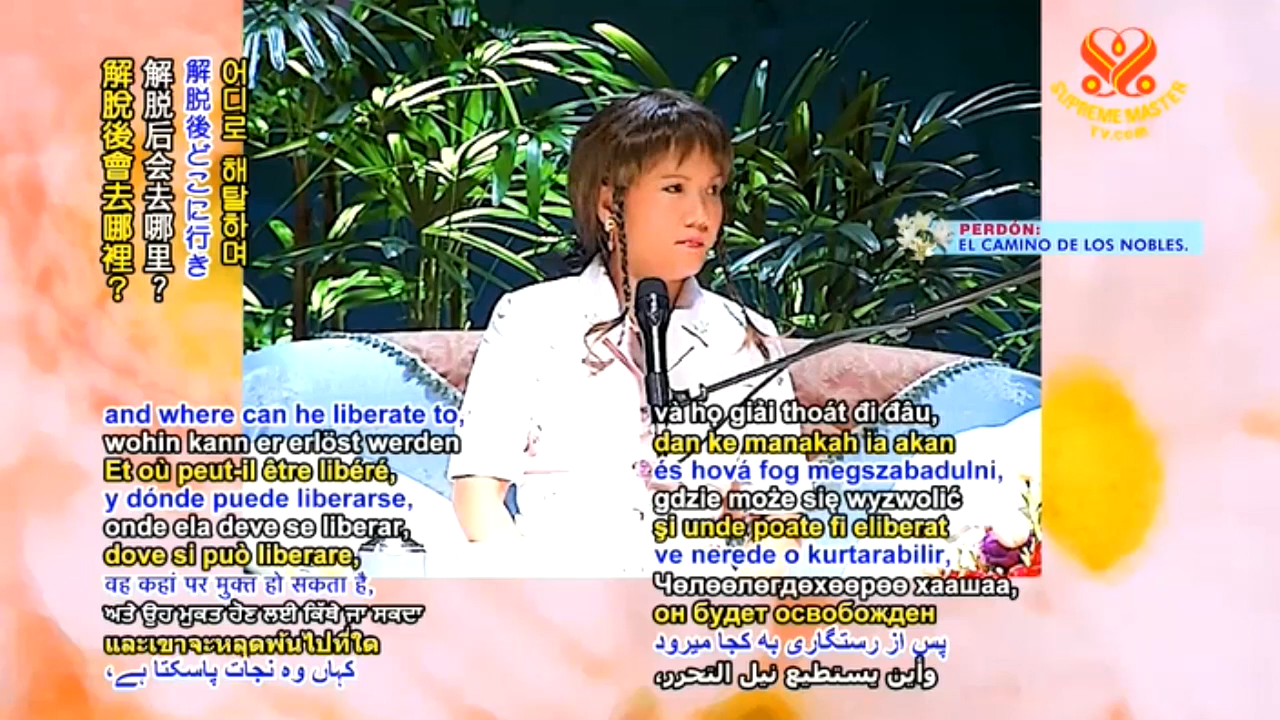 어디로 해탈하며
解脱後どこに行き
解脱后会去哪里？
解脫後會去哪裡？
SUPREME MASTER
TV.com
PERDÓN:
EL CAMINO DE LOS NOBLES.
and where can he liberate to,
wohin kann er erlöst werden
Et où peut-il être libéré,
y dónde puede liberarse,
onde ela deve se liberar,
dove si può liberare,
वह कहां पर मुक्त हो सकता है,
ਅਤੇ ਉਹ ਮੁਕਤ ਹੋਣ ਲਈ ਕਿੱਥੇ ਜਾ ਸਕਦਾ
และเขาจะหลุดพ้นไปที่ใด
کہاں وہ نجات پاسکتا ہے،
và họ giải thoát đi đâu,
dan ke manakah ia akan
és hová fog megszabadulni,
gdzie może się wyzwolić
şi unde poate fi eliberat
ve nerede o kurtarabilir,
Чөлөөлөгдөхөөрөө хаашаа,
он будет освобожден
پس از رستگاری به کجا میرود
وأين يستطيع نيل التحرر،